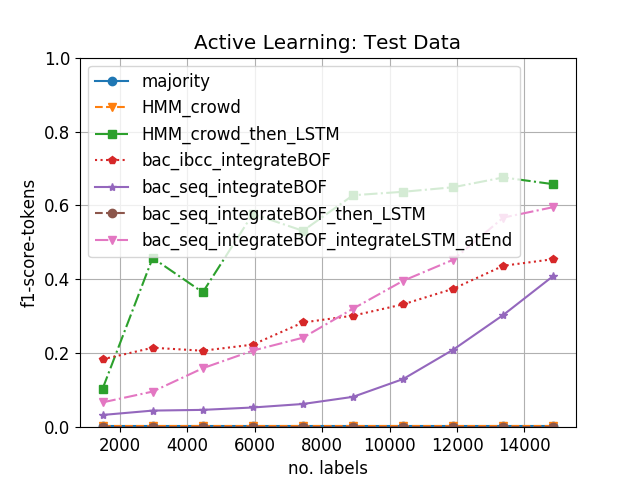 Active Learning: Test Data
1.0
0.8
0.6
0.4
0.2
0.0
f1-score-tokens
majority
HMM_crowd
HMM_crowd_then_LSTM
bac_ibcc_integrateBOF
bac_seq_integrateBOF
bac_seq_integrateBOF_then_LSTM
bac_seq_integrateBOF_integrateLSTM_atEnd
2000 4000 6000 8000 10000 12000 14000
no. labels